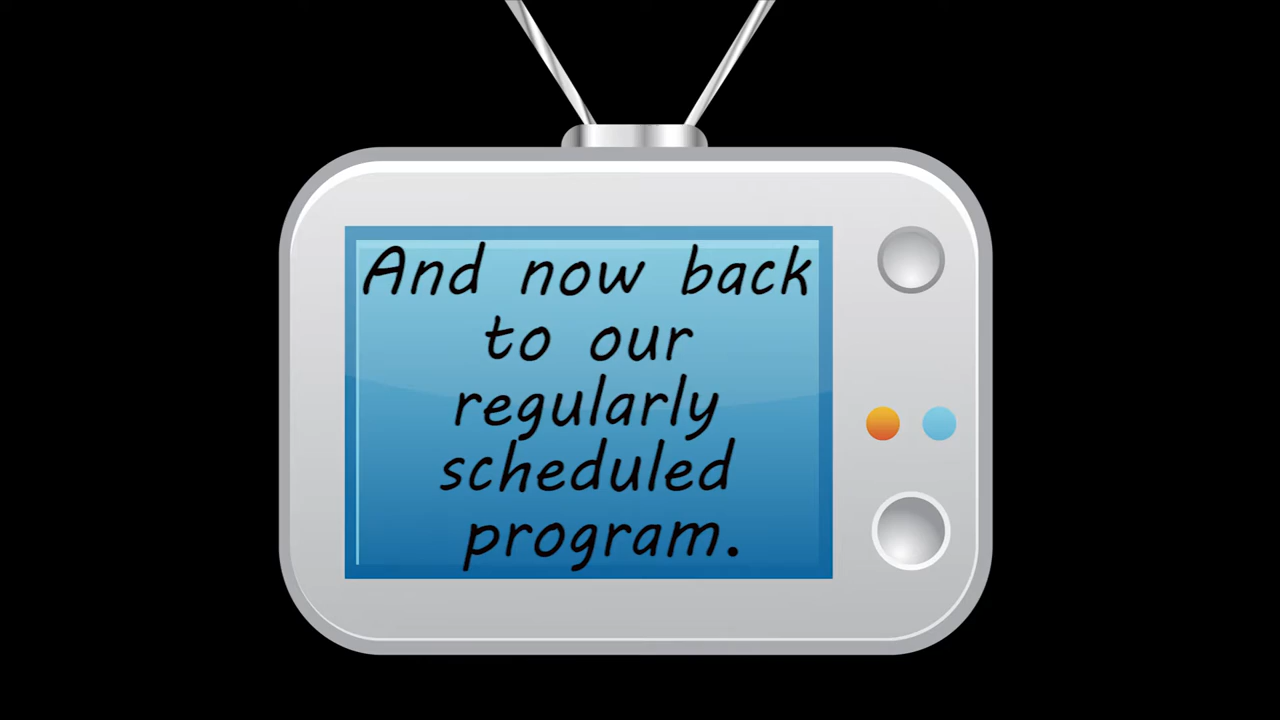 And now back
to our
regularly
scheduled
program.